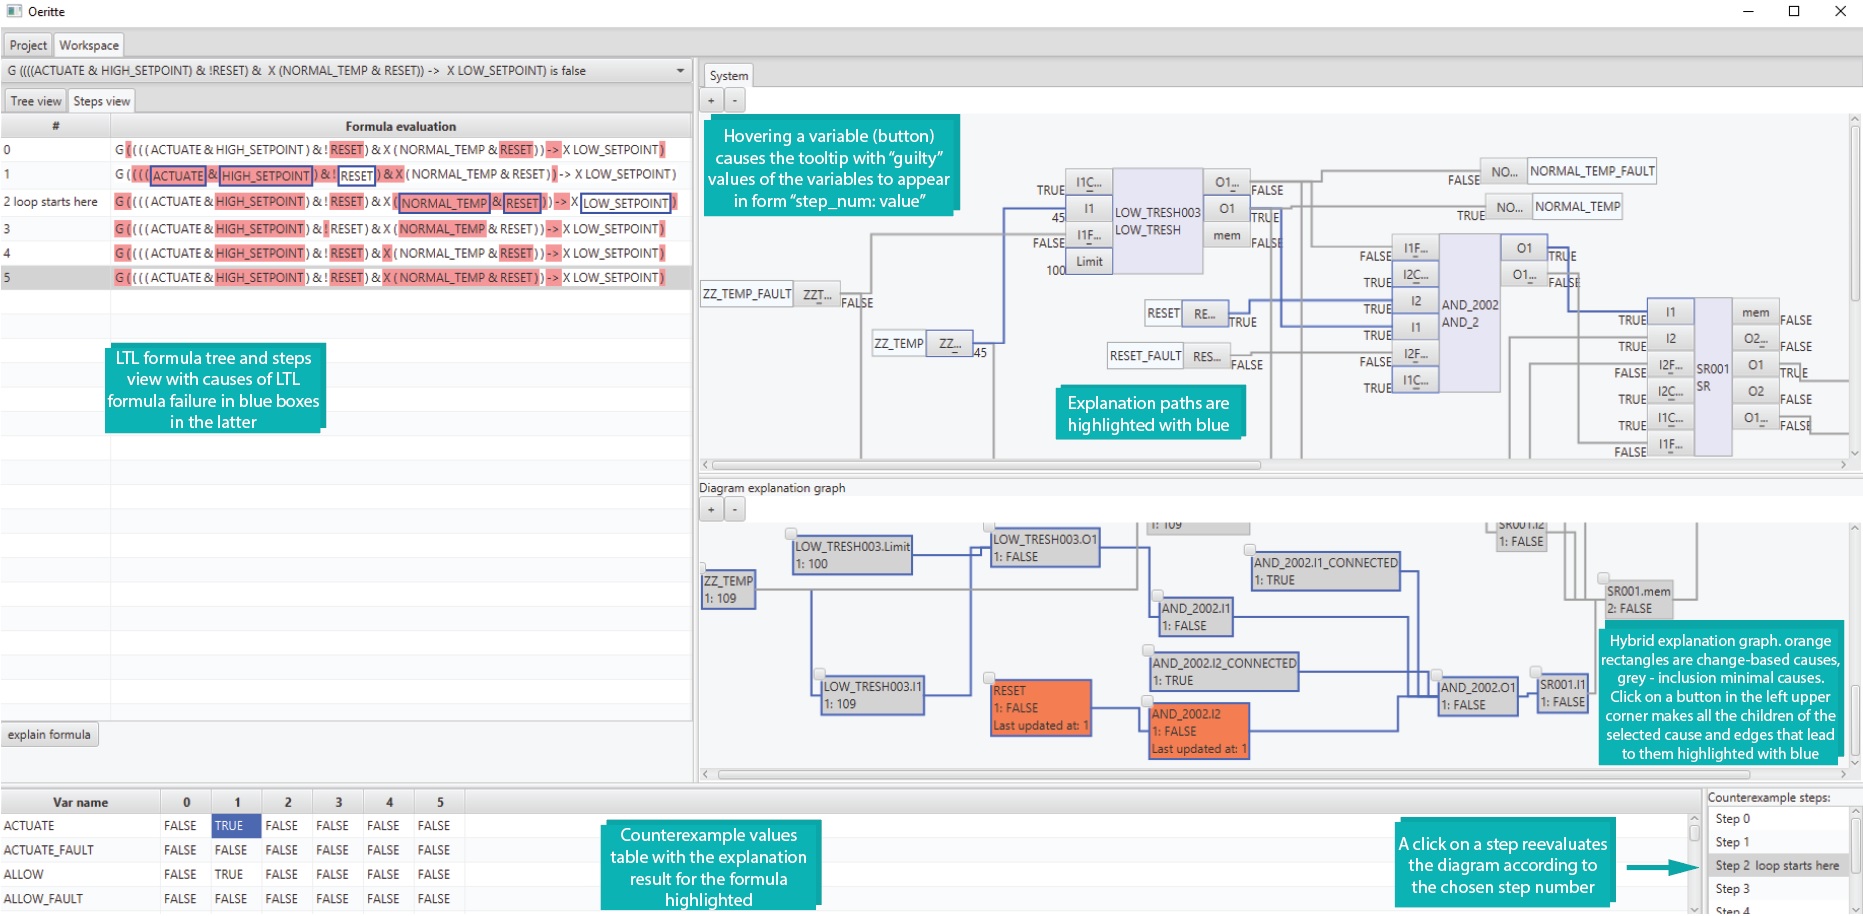 Oeritte
Project
Workspace
G ((((ACTUATE & HIGH_SETPOINT) & !RESET) & X (NORMAL_TEMP & RESET)) -> X LOW_SETPOINT) is false
Tree view
Steps view
#
Formula evaluation
0
G ( ( ( ( ACTUATE & HIGH_SETPOINT ) & ! RESET ) & X ( NORMAL_TEMP & RESET ) ) -> X LOW_SETPOINT )
1
G ( ( ( ( ACTUATE & HIGH_SETPOINT ) & ! RESET ) & X ( NORMAL_TEMP & RESET ) ) -> X LOW_SETPOINT )
2 loop starts here
G ( ( ( ( ACTUATE & HIGH_SETPOINT ) & ! RESET ) & X ( NORMAL_TEMP & RESET ) ) -> X LOW_SETPOINT )
3
G ( ( ( ( ACTUATE & HIGH_SETPOINT ) & ! RESET ) & X ( NORMAL_TEMP & RESET ) ) -> X LOW_SETPOINT )
4
G ( ( ( ( ACTUATE & HIGH_SETPOINT ) & ! RESET ) & X ( NORMAL_TEMP & RESET ) ) -> X LOW_SETPOINT )
5
G ( ( ( ( ACTUATE & HIGH_SETPOINT ) & ! RESET ) & X ( NORMAL_TEMP & RESET ) ) -> X LOW_SETPOINT )
LTL formula tree and steps
view with causes of LTL
formula failure in blue boxes
in the latter
explain formula
System
+
-
Hovering a variable (button)
causes the tooltip with "guilty"
values of the variables to appear
in form "step_num: value"
TRUE
I1C...
45
I1
FALSE
I1F...
100
Limit
LOW_TRESH003
LOW_TRESH
O1...
FALSE
O1
TRUE
mem
FALSE
FALSE
NO...
NORMAL_TEMP_FAULT
TRUE
NO...
NORMAL_TEMP
ZZ_TEMP_FAULT
ZZT...
FALSE
ZZ_TEMP
ZZ...
45
RESET
RE...
TRUE
RESET_FAULT
RES...
FALSE
FALSE
I1F...
TRUE
I2C...
TRUE
I2
TRUE
I1
FALSE
I2F...
TRUE
I1C...
AND_2002
AND_2
O1
TRUE
O1...
FALSE
TRUE
I1
TRUE
I2
FALSE
I2F...
TRUE
I2C...
TRUE
I1C...
FALSE
I1F...
SR001
SR
mem
FALSE
O2...
FALSE
O1
TRUE
O2
FALSE
O1...
FALSE
Explanation paths are
highlighted with blue
Diagram explanation graph
+
-
ZZ_TEMP
1: 109
LOW_TRESH003.Limit
1: 100
LOW_TRESH003.I1
1: 109
LOW_TRESH003.O1
1: FALSE
RESET
1: FALSE
Last updated at: 1
1: 109
AND_2002.I1
1: FALSE
AND_2002.I2_CONNECTED
1: TRUE
AND_2002.I2
1: FALSE
Last updated at: 1
AND_2002.I1_CONNECTED
1: TRUE
AND_2002.O1
1: FALSE
SR001.I2
1: FALSE
SR001.I1
1: FALSE
SR001.mem
2: FALSE
Hybrid explanation graph. orange
rectangles are change-based causes,
grey - inclusion minimal causes.
Click on a button in the left upper
corner makes all the children of the
selected cause and edges that lead
to them highlighted with blue
Var name 0 1 2 3 4 5
ACTUATE FALSE TRUE FALSE FALSE FALSE FALSE
ACTUATE_FAULT FALSE FALSE FALSE FALSE FALSE FALSE
ALLOW FALSE TRUE FALSE FALSE FALSE FALSE
ALLOW_FAULT FALSE FALSE FALSE FALSE FALSE FALSE
Counterexample values
table with the explanation
result for the formula
highlighted
A click on a step reevaluates
the diagram according to
the chosen step number
Counterexample steps:
Step 0
Step 1
Step 2 loop starts here
Step 3
Step 4